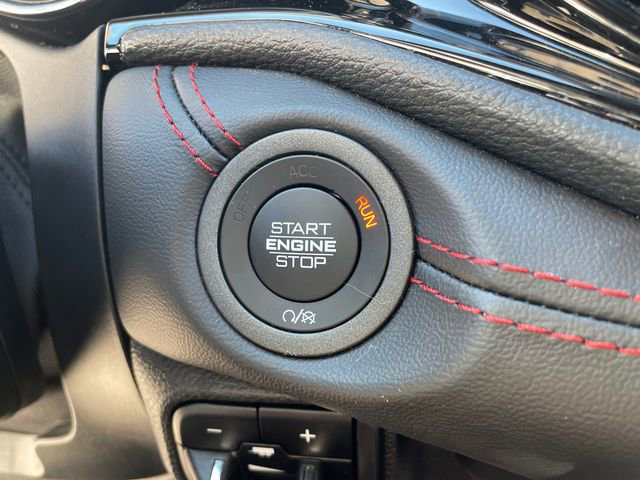 OFF ACC RUN
START
ENGINE
STOP
- +